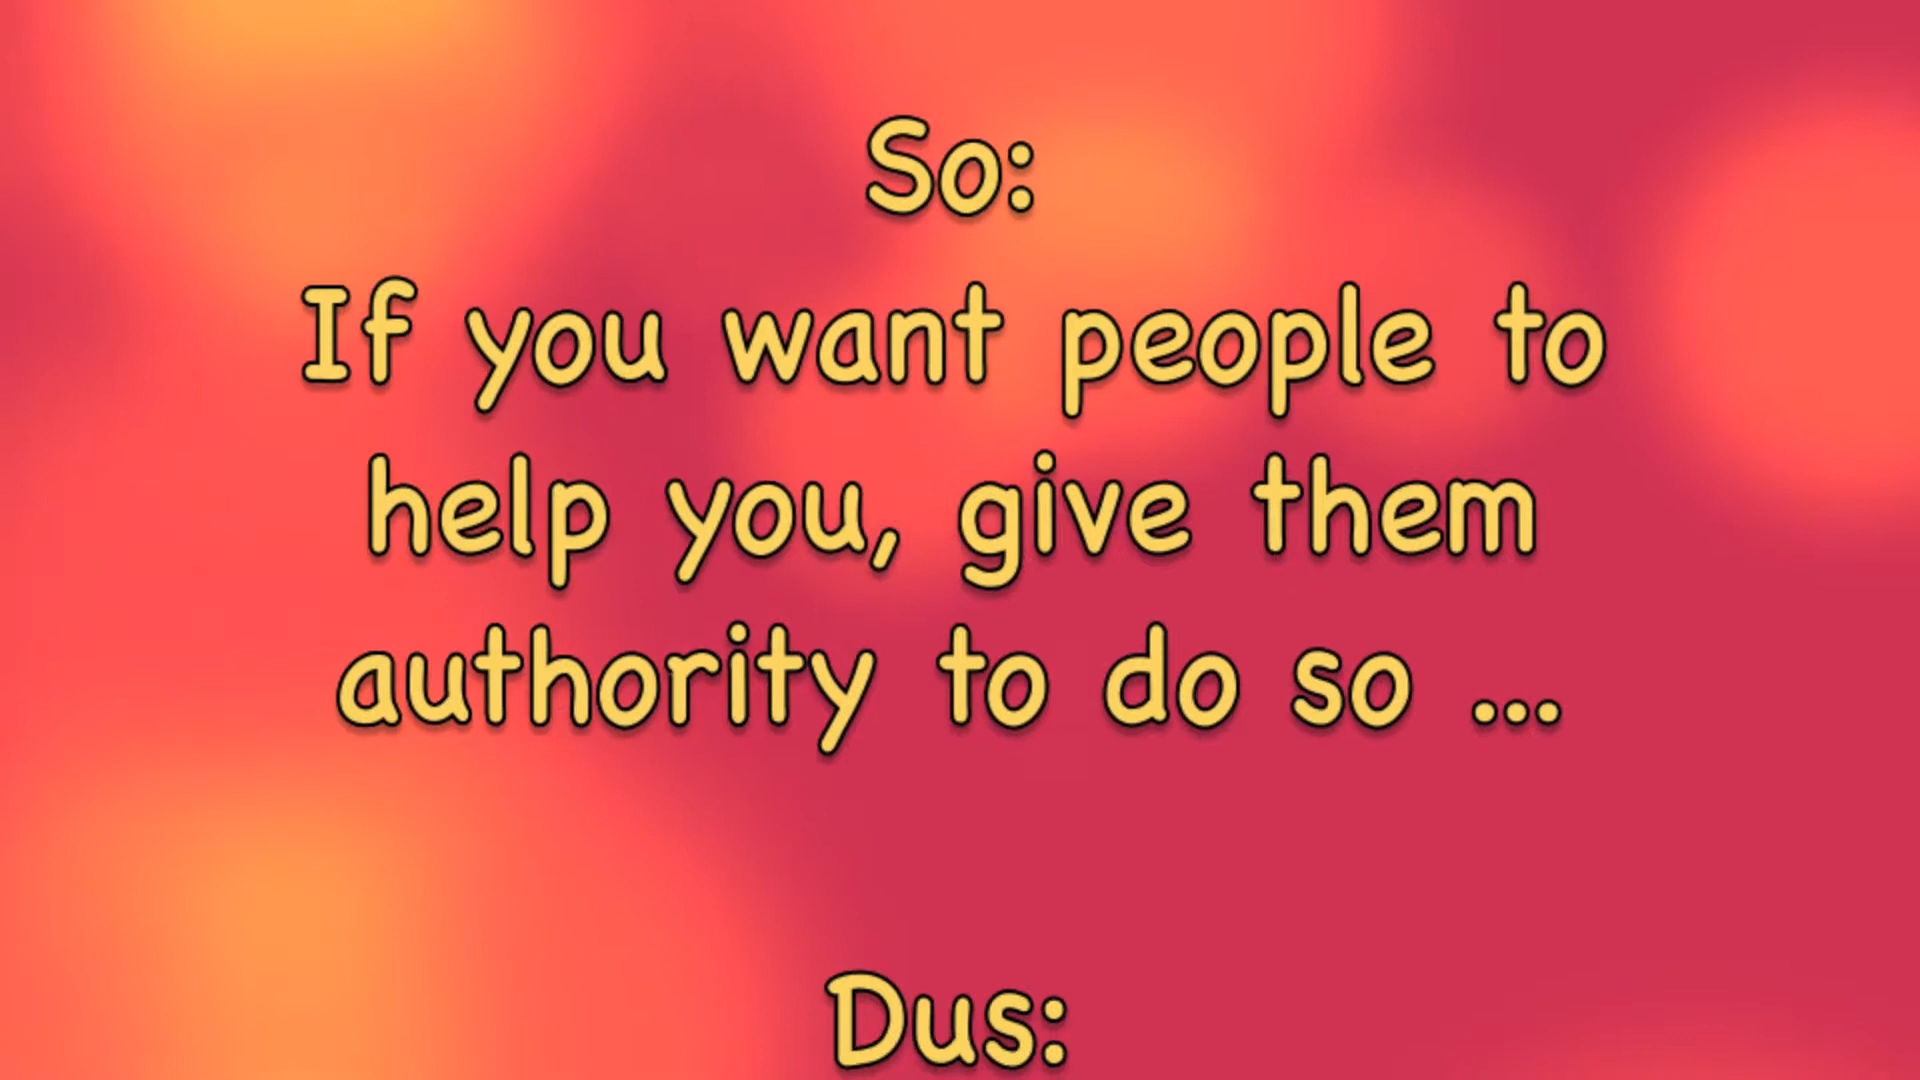 So:
If you want people to
help you, give them
authority to do so ...
Dus: